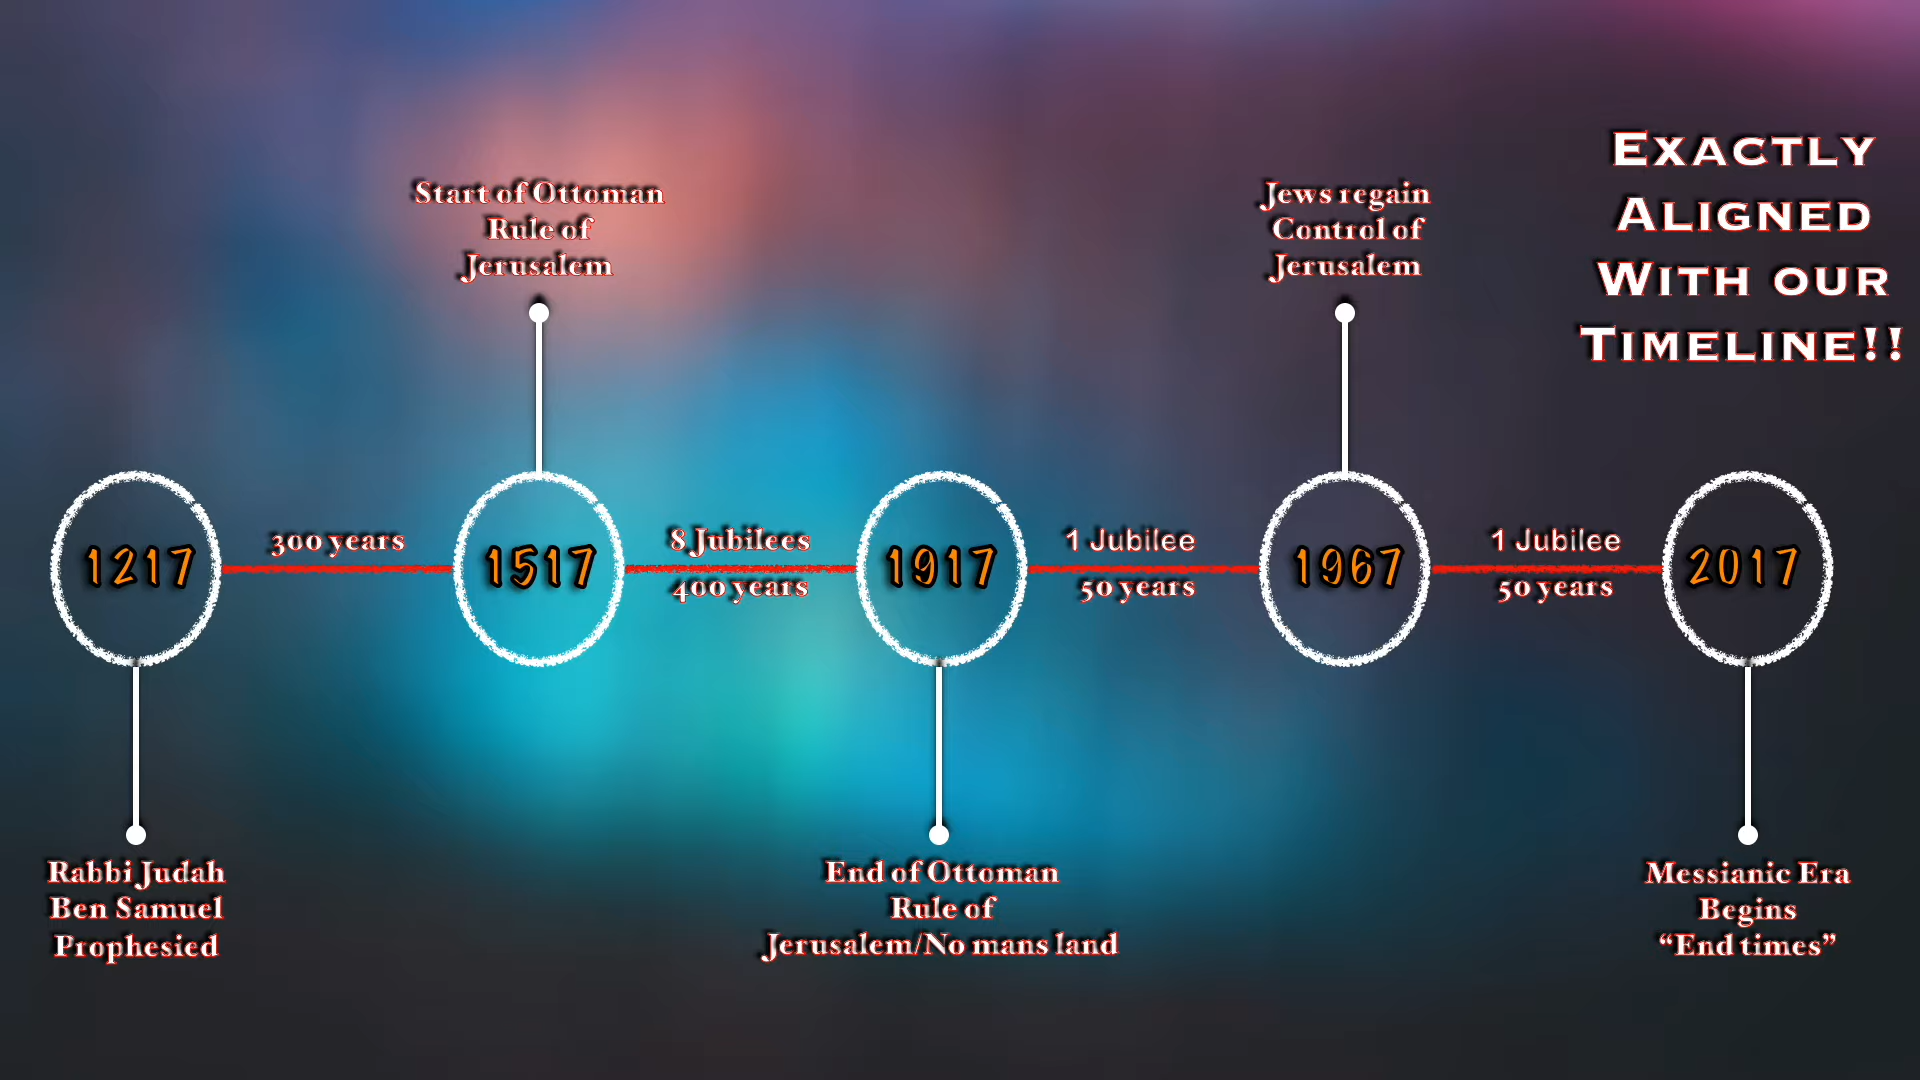 Exactly
Aligned
With our
Timeline!!
Start of Ottoman
Rule of
Jerusalem
Jews regain
Control of
Jerusalem
1217
300 years
1517
8 Jubilees
400 years
1917
1 Jubilee
50 years
1967
1 Jubilee
50 years
2017
Rabbi Judah
Ben Samuel
Prophesied
End of Ottoman
Rule of
Jerusalem/No mans land
Messianic Era
Begins
“End times”